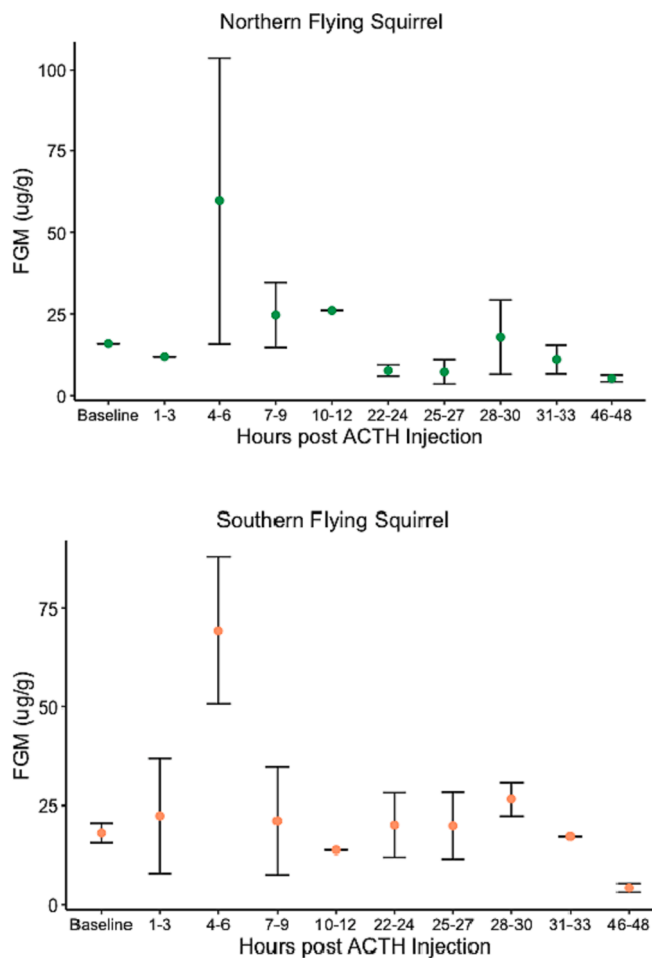 Northern Flying Squirrel
100
75
50
25
0
FGM (ug/g)
Baseline 1-3 4-6 7-9 10-12 22-24 25-27 28-30 31-33 46-48
Hours post ACTH Injection
Southern Flying Squirrel
75
50
25
0
FGM (ug/g)
Baseline 1-3 4-6 7-9 10-12 22-24 25-27 28-30 31-33 46-48
Hours post ACTH Injection